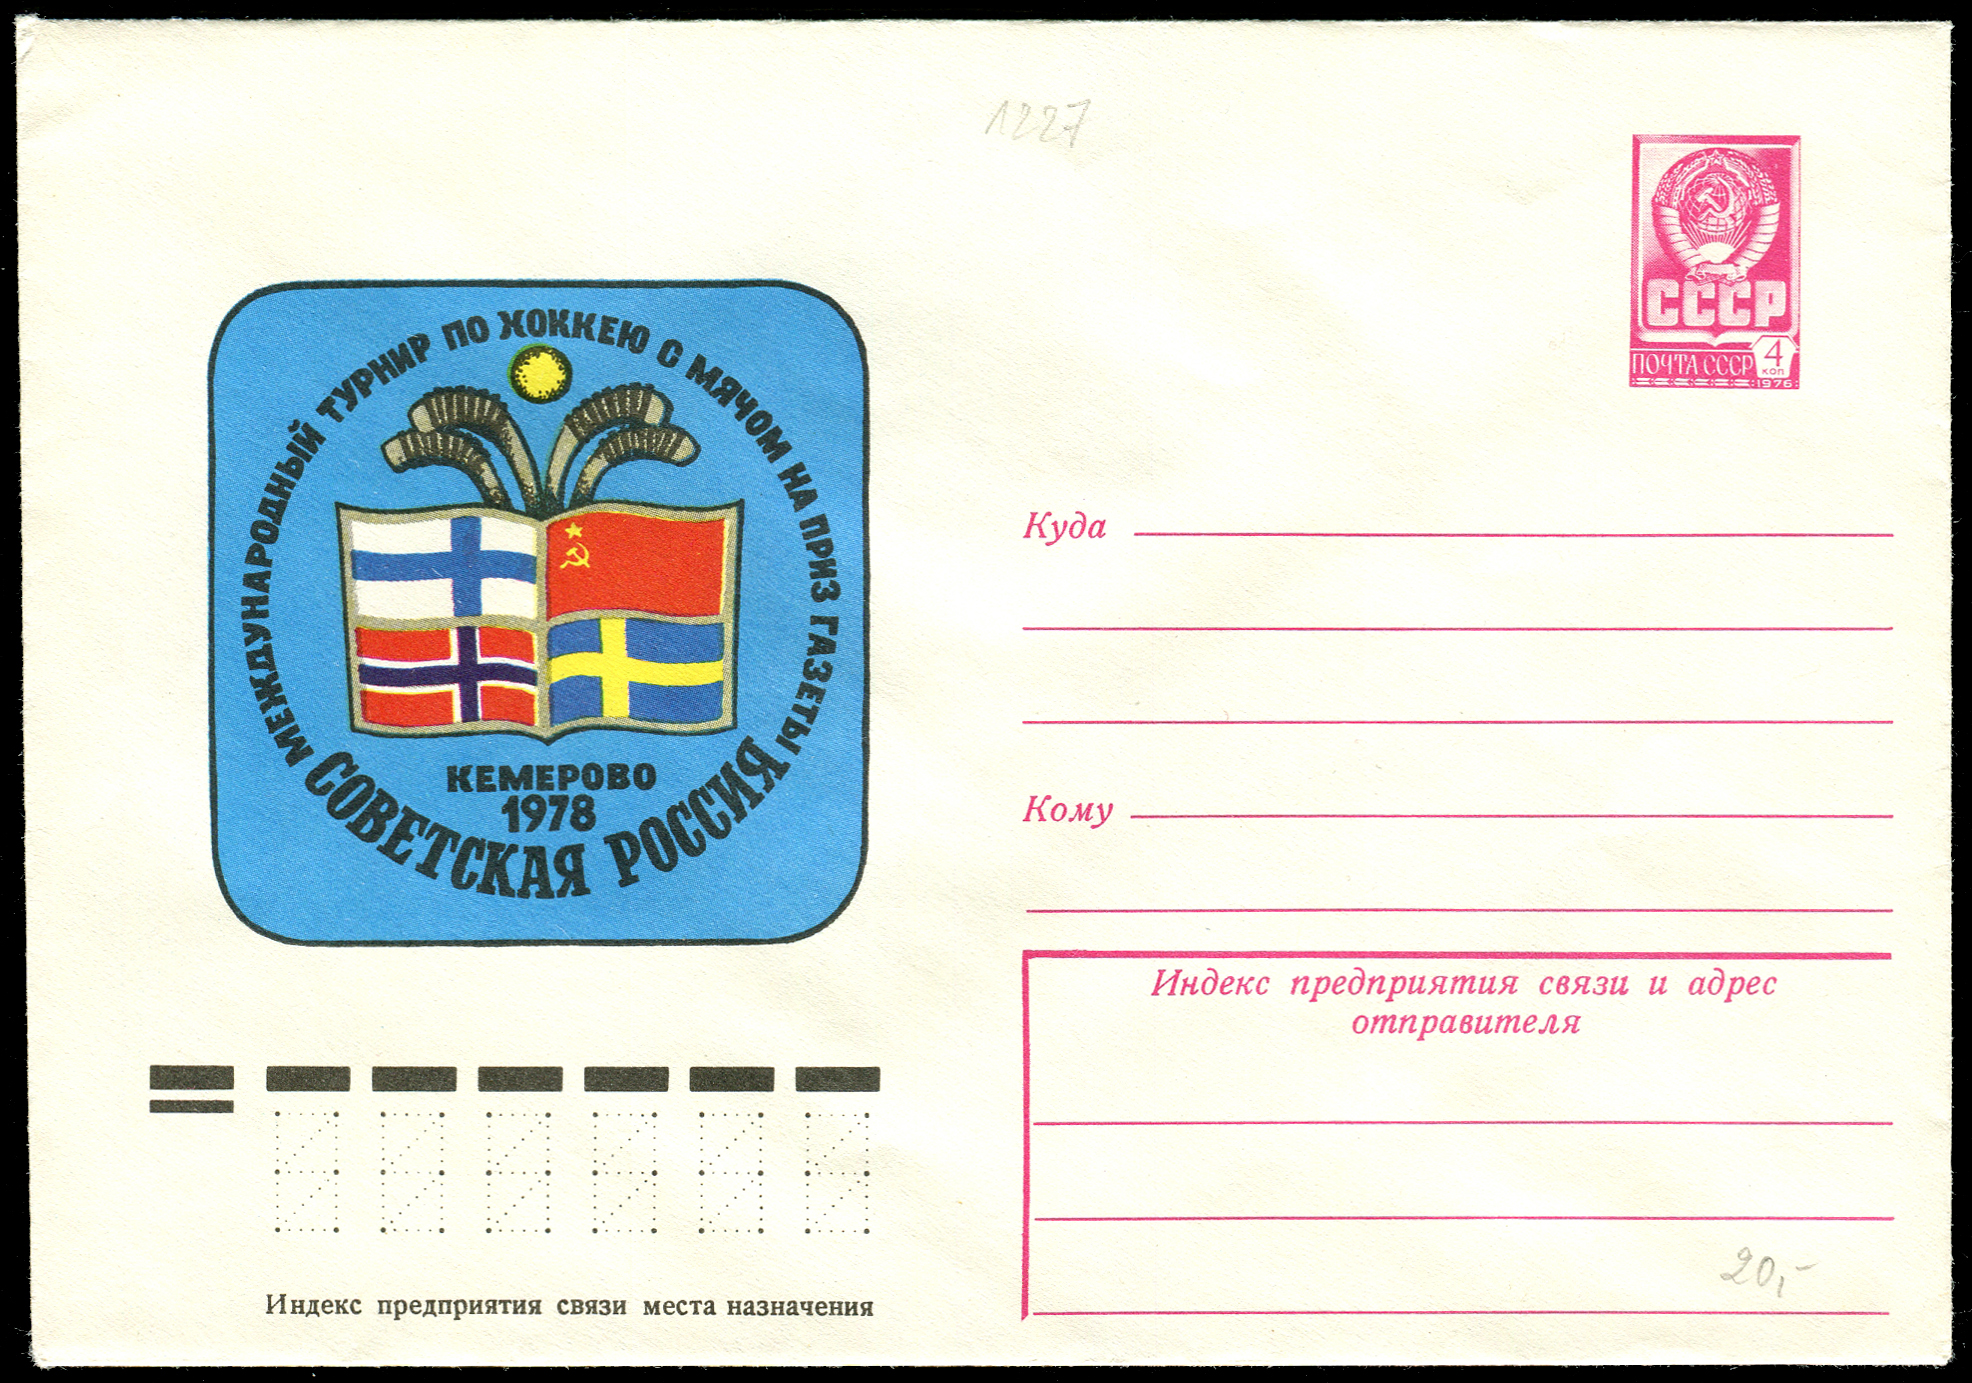 1227
СССР
ПОЧТА СССР 4 КОП
1976
МЕЖДУНАРОДНЫЙ ТУРНИР ПО ХОККЕЮ С МЯЧОМ НА ПРИЗ ГАЗЕТЫ
СОВЕТСКАЯ РОССИЯ
КЕМЕРОВО
1978
Куда
Кому
Индекс предприятия связи и адрес
отправителя
20,-
Индекс предприятия связи места назначения